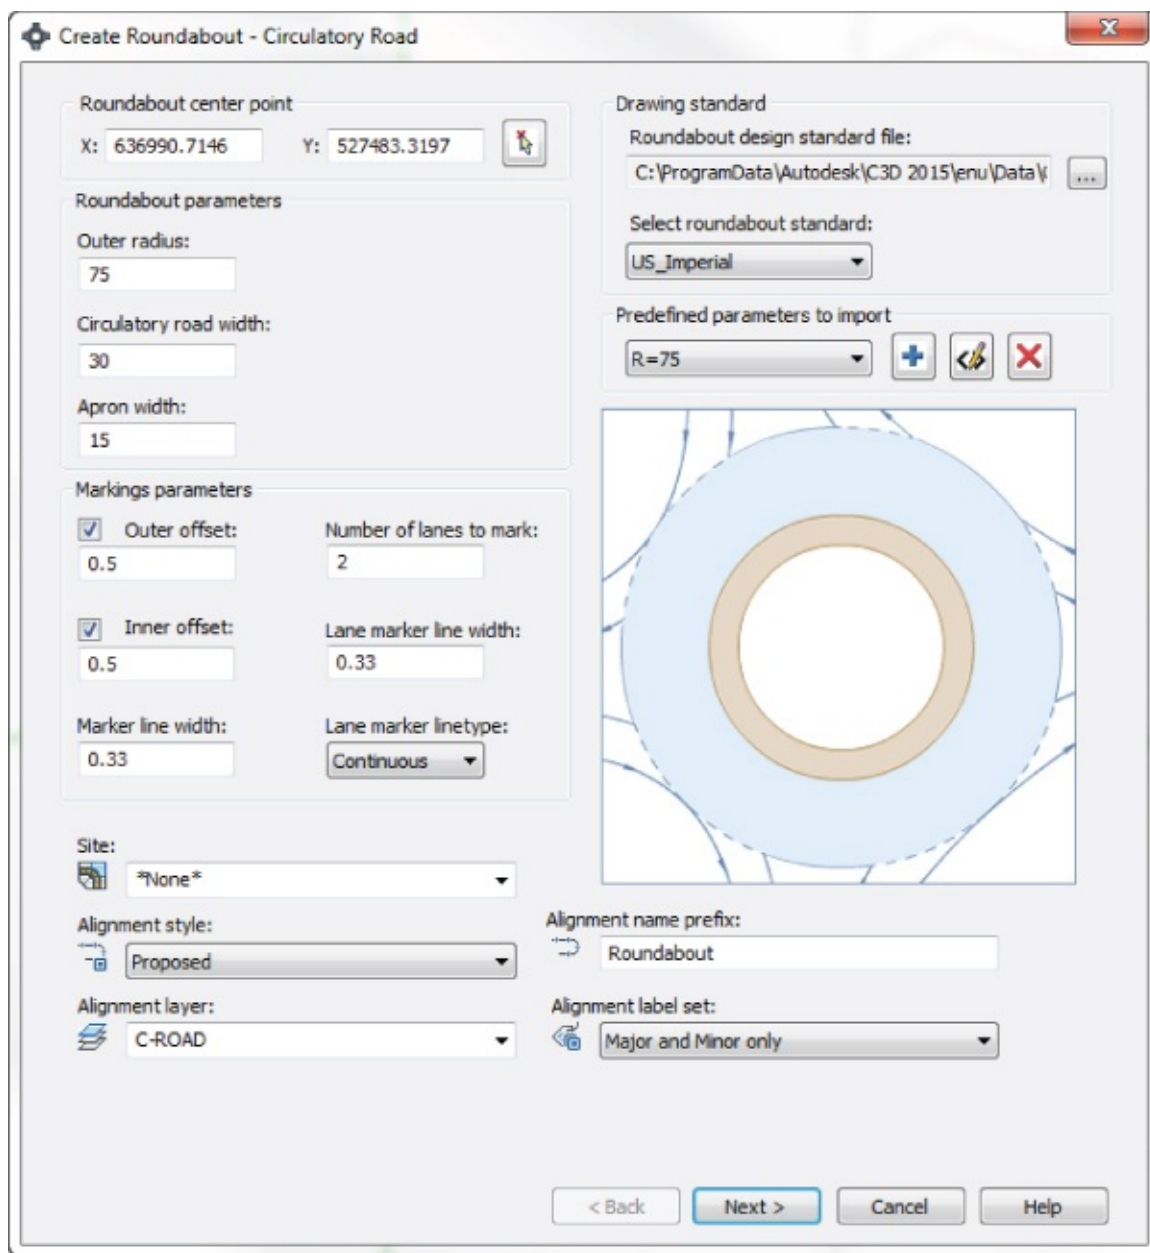 Create Roundabout - Circulatory Road
Roundabout center point
X: 636990.7146 Y: 527483.3197
Roundabout parameters
Outer radius:
75
Circulatory road width:
30
Apron width:
15
Markings parameters
Outer offset: Number of lanes to mark:
0.5 2
Inner offset: Lane marker line width:
0.5 0.33
Marker line width: Lane marker linetype:
0.33 Continuous
Drawing standard
Roundabout design standard file:
C:\ProgramData\Autodesk\C3D 2015\enu\Data\ ...
Select roundabout standard:
US_Imperial
Predefined parameters to import
R=75
Site:
*None*
Alignment style: Alignment name prefix:
Proposed Roundabout
Alignment layer: Alignment label set:
C-ROAD Major and Minor only
< Back Next > Cancel Help